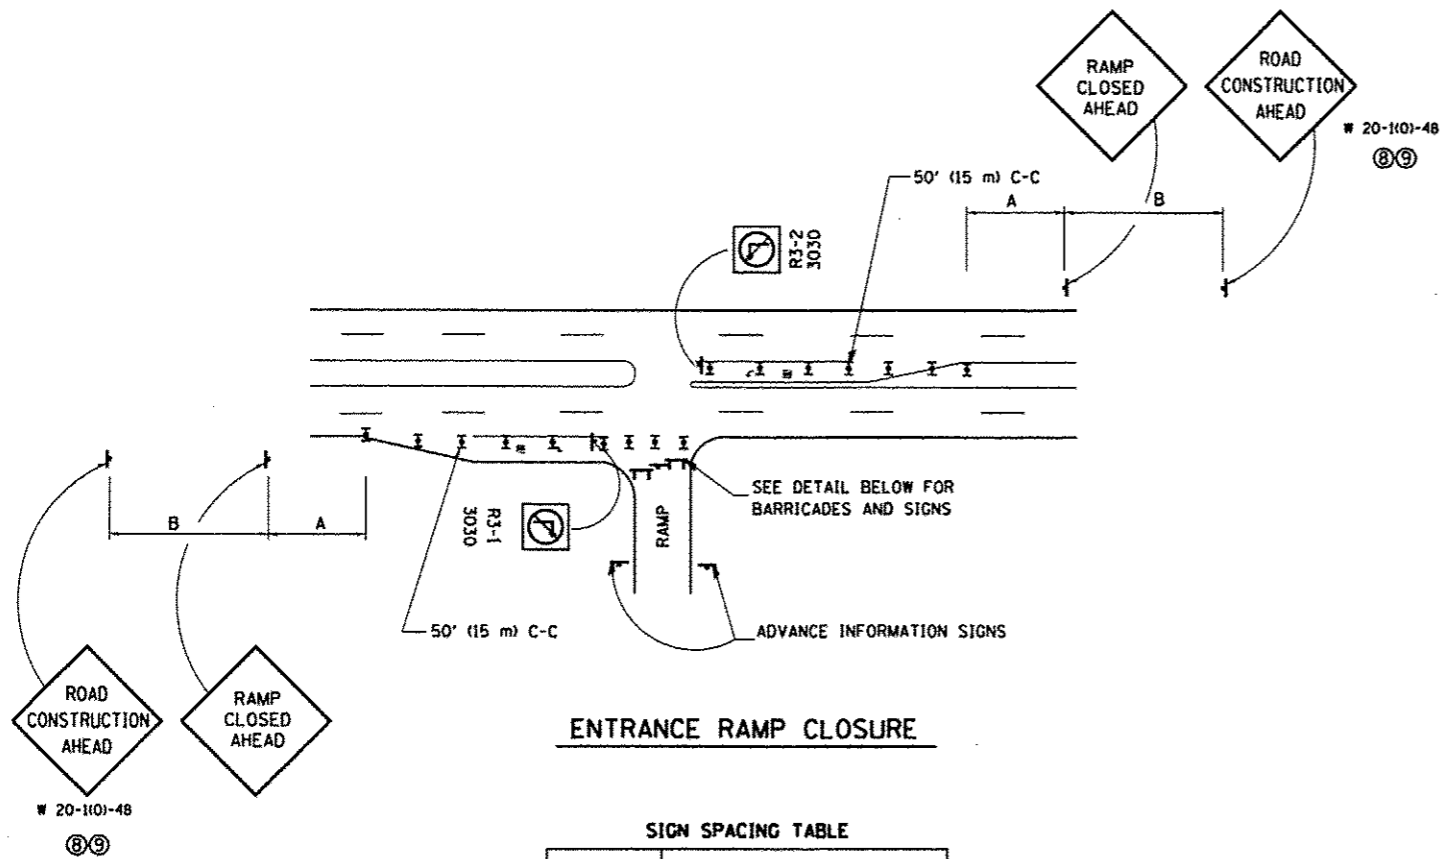 RAMP
CLOSED
AHEAD
ROAD
CONSTRUCTION
AHEAD
W 20-1(O)-48
⑧⑨
50' (15 m) C-C
A
B
R3-2
3030
SEE DETAIL BELOW FOR
BARRICADES AND SIGNS
B
A
R3-1
3030
RAMP
50' (15 m) C-C
ADVANCE INFORMATION SIGNS
ROAD
CONSTRUCTION
AHEAD
RAMP
CLOSED
AHEAD
W 20-1(O)-48
⑧⑨
ENTRANCE RAMP CLOSURE
SIGN SPACING TABLE